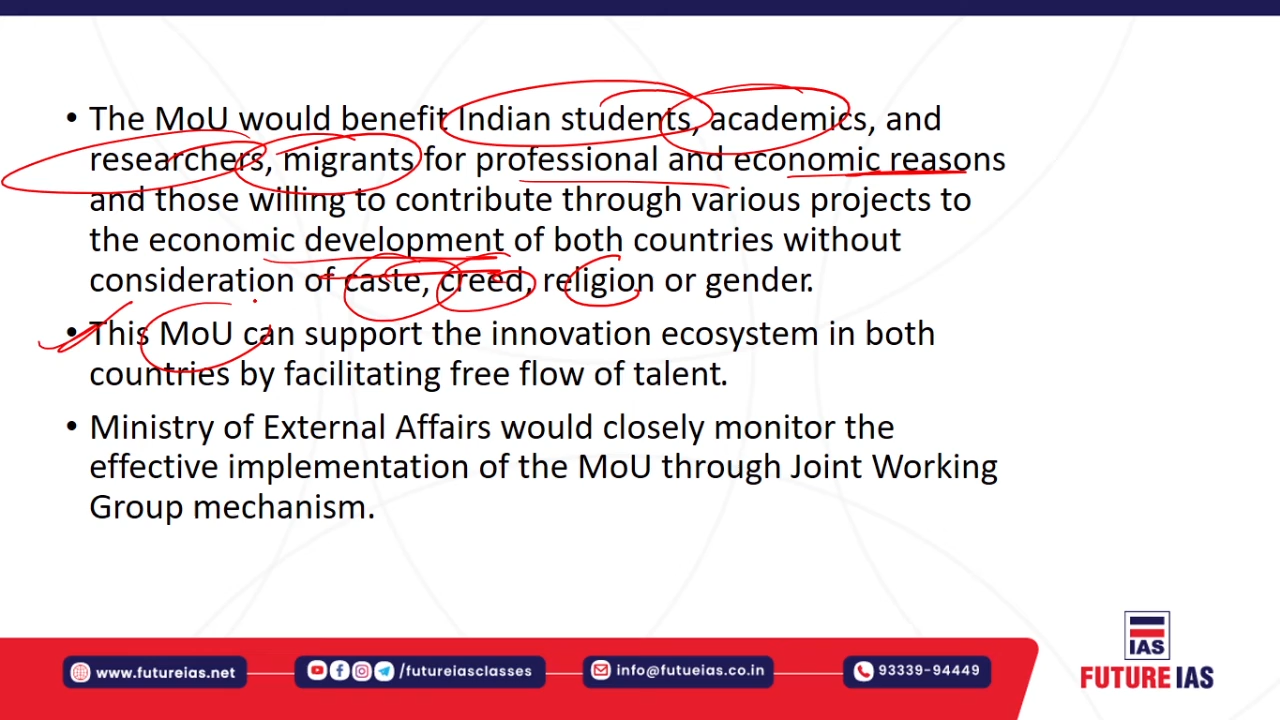 • The MoU would benefit Indian students, academics, and
researchers, migrants for professional and economic reasons
and those willing to contribute through various projects to
the economic development of both countries without
consideration of caste, creed, religion or gender.
• This MoU can support the innovation ecosystem in both
countries by facilitating free flow of talent.
• Ministry of External Affairs would closely monitor the
effective implementation of the MoU through Joint Working
Group mechanism.
www.futureias.net
/futureiasclasses
info@futueias.co.in
93339-94449
IAS
FUTURE IAS